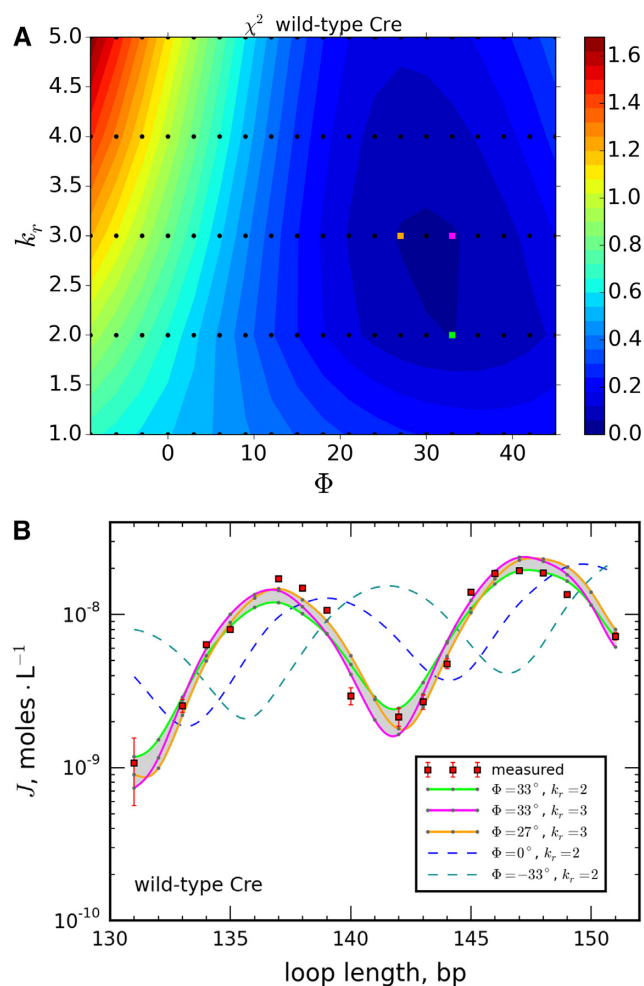 A
χ² wild-type Cre
5.0
4.5
4.0
3.5
3.0
2.5
2.0
1.5
1.0
k_r
0 10 20 30 40
Φ
1.6
1.4
1.2
1.0
0.8
0.6
0.4
0.2
0.0
B
10⁻⁸
10⁻⁹
10⁻¹⁰
J, moles · L⁻¹
wild-type Cre
measured
Φ=33°, k_r=2
Φ=33°, k_r=3
Φ=27°, k_r=3
Φ=0°, k_r=2
Φ=−33°, k_r=2
130 135 140 145 150
loop length, bp